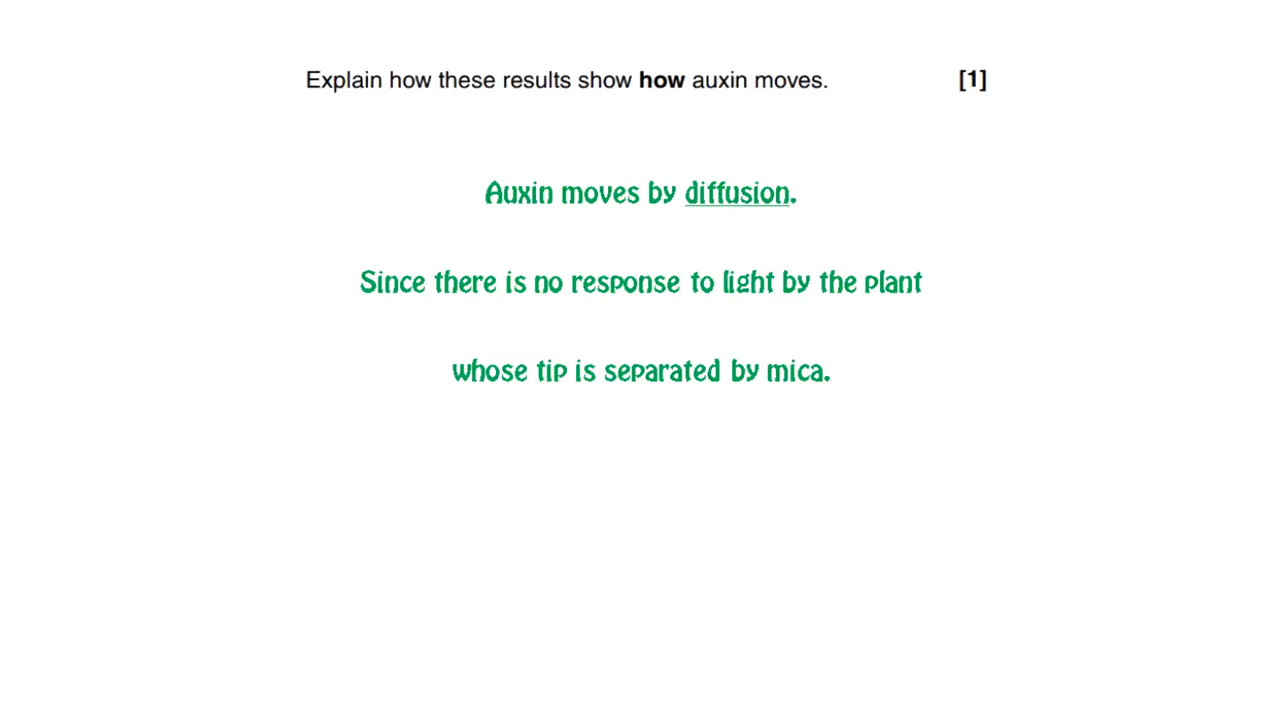 Explain how these results show how auxin moves. [1]
Auxin moves by diffusion.
Since there is no response to light by the plant
whose tip is separated by mica.